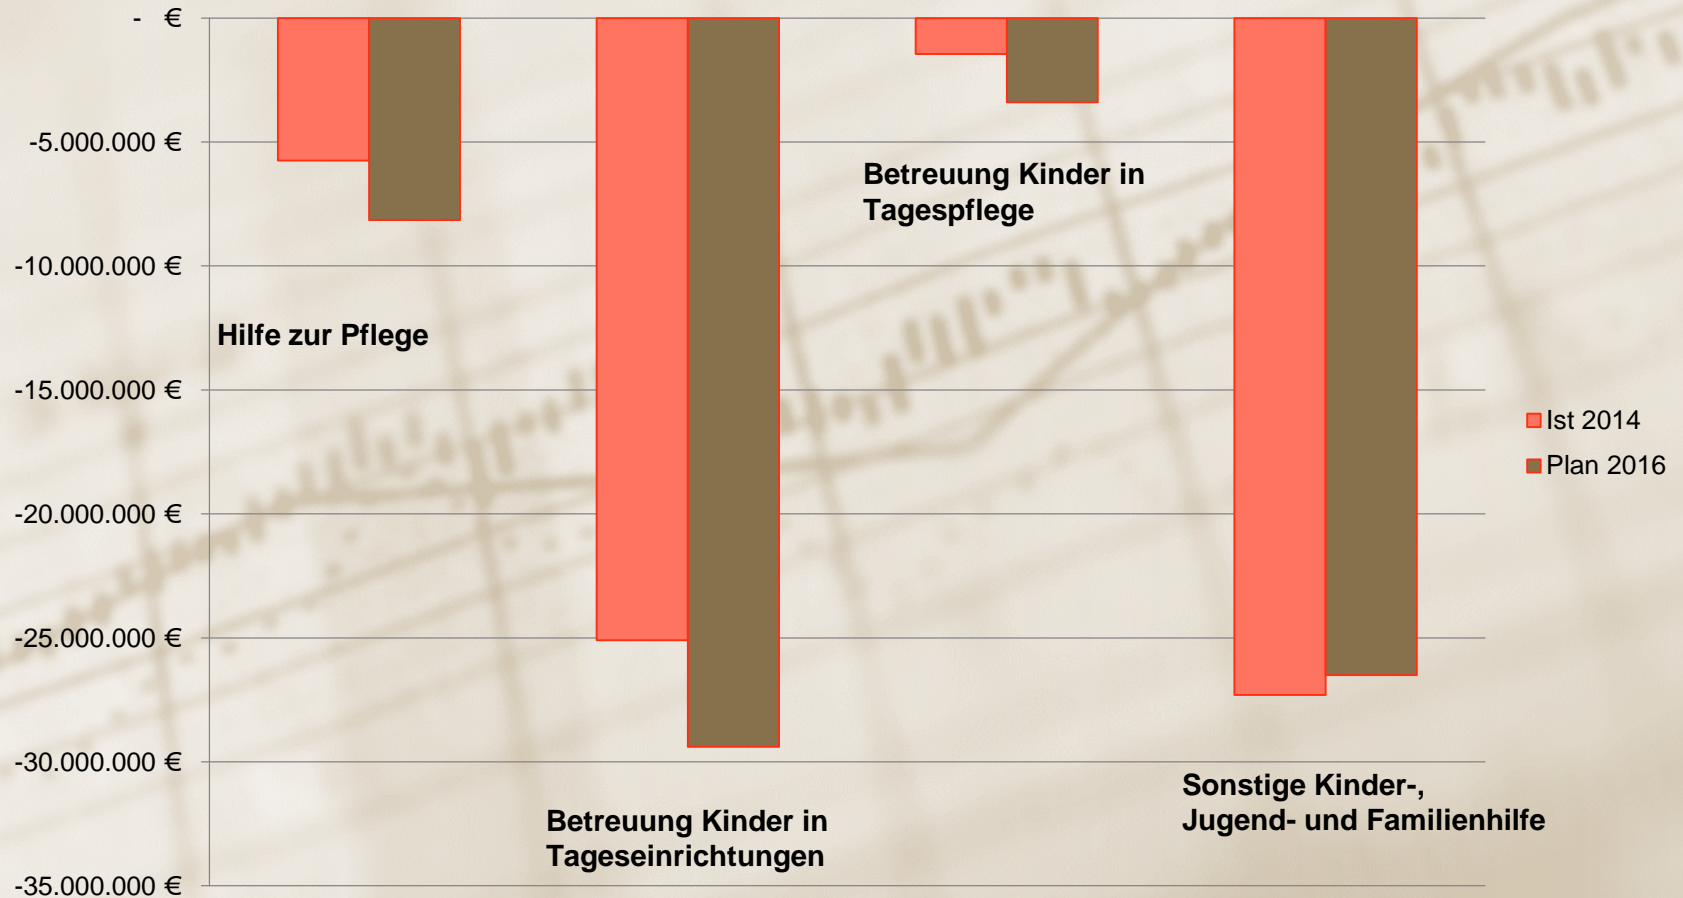 - €
-5.000.000 €
-10.000.000 €
-15.000.000 €
-20.000.000 €
-25.000.000 €
-30.000.000 €
-35.000.000 €
Hilfe zur Pflege
Betreuung Kinder in
Tageseinrichtungen
Betreuung Kinder in
Tagespflege
Sonstige Kinder-,
Jugend- und Familienhilfe
Ist 2014
Plan 2016